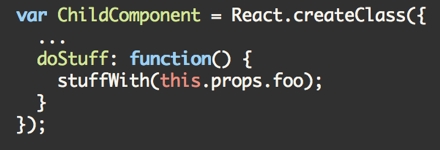 var ChildComponent = React.createClass({
  ...
  doStuff: function() {
    stuffWith(this.props.foo);
  }
});